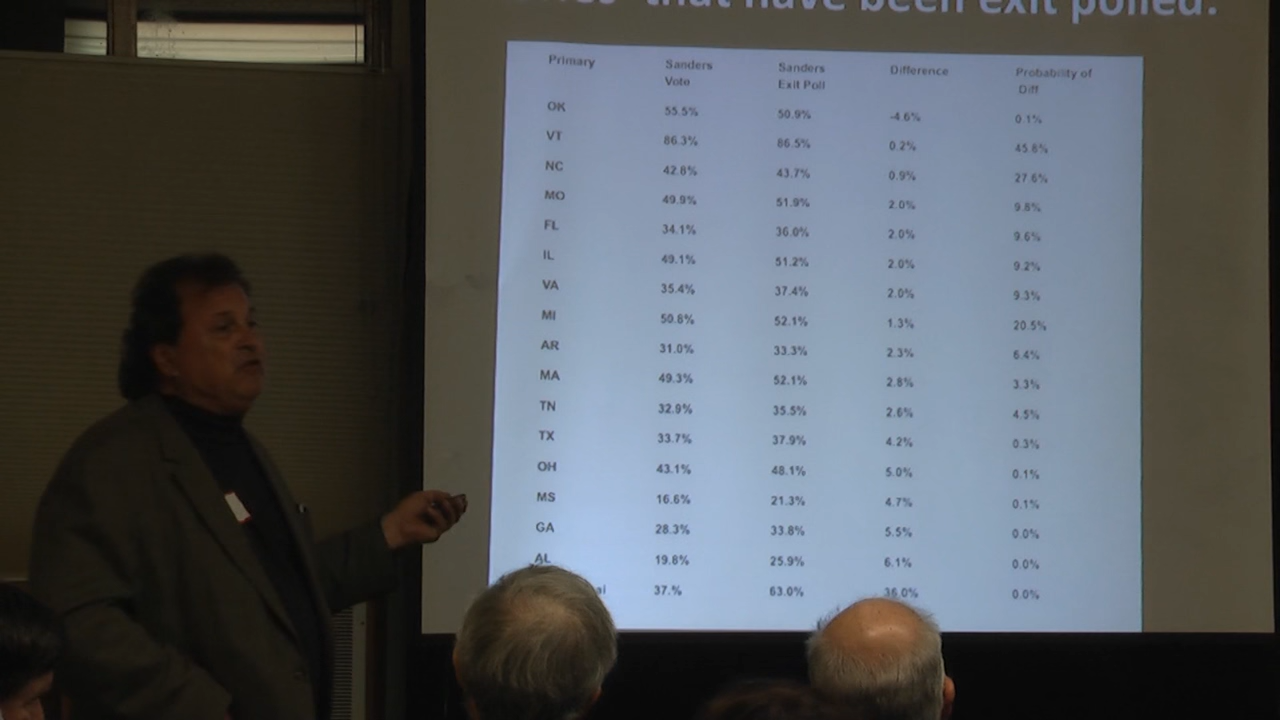 that have been exit polled.
Primary Sanders Vote Sanders Exit Poll Difference Probability of Diff
OK 55.5% 50.9% -4.6% 0.1%
VT 86.3% 86.5% 0.2% 45.8%
NC 42.8% 43.7% 0.9% 27.6%
MO 49.9% 51.9% 2.0% 9.8%
FL 34.1% 36.0% 2.0% 9.6%
IL 49.1% 51.2% 2.0% 9.2%
VA 35.4% 37.4% 2.0% 9.3%
MI 50.8% 52.1% 1.3% 20.5%
AR 31.0% 33.3% 2.3% 6.4%
MA 49.3% 52.1% 2.8% 3.3%
TN 32.9% 35.5% 2.6% 4.5%
TX 33.7% 37.9% 4.2% 0.3%
OH 43.1% 48.1% 5.0% 0.1%
MS 16.6% 21.3% 4.7% 0.1%
GA 28.3% 33.8% 5.5% 0.0%
AL 19.8% 25.9% 6.1% 0.0%
37.% 63.0% 36.0% 0.0%